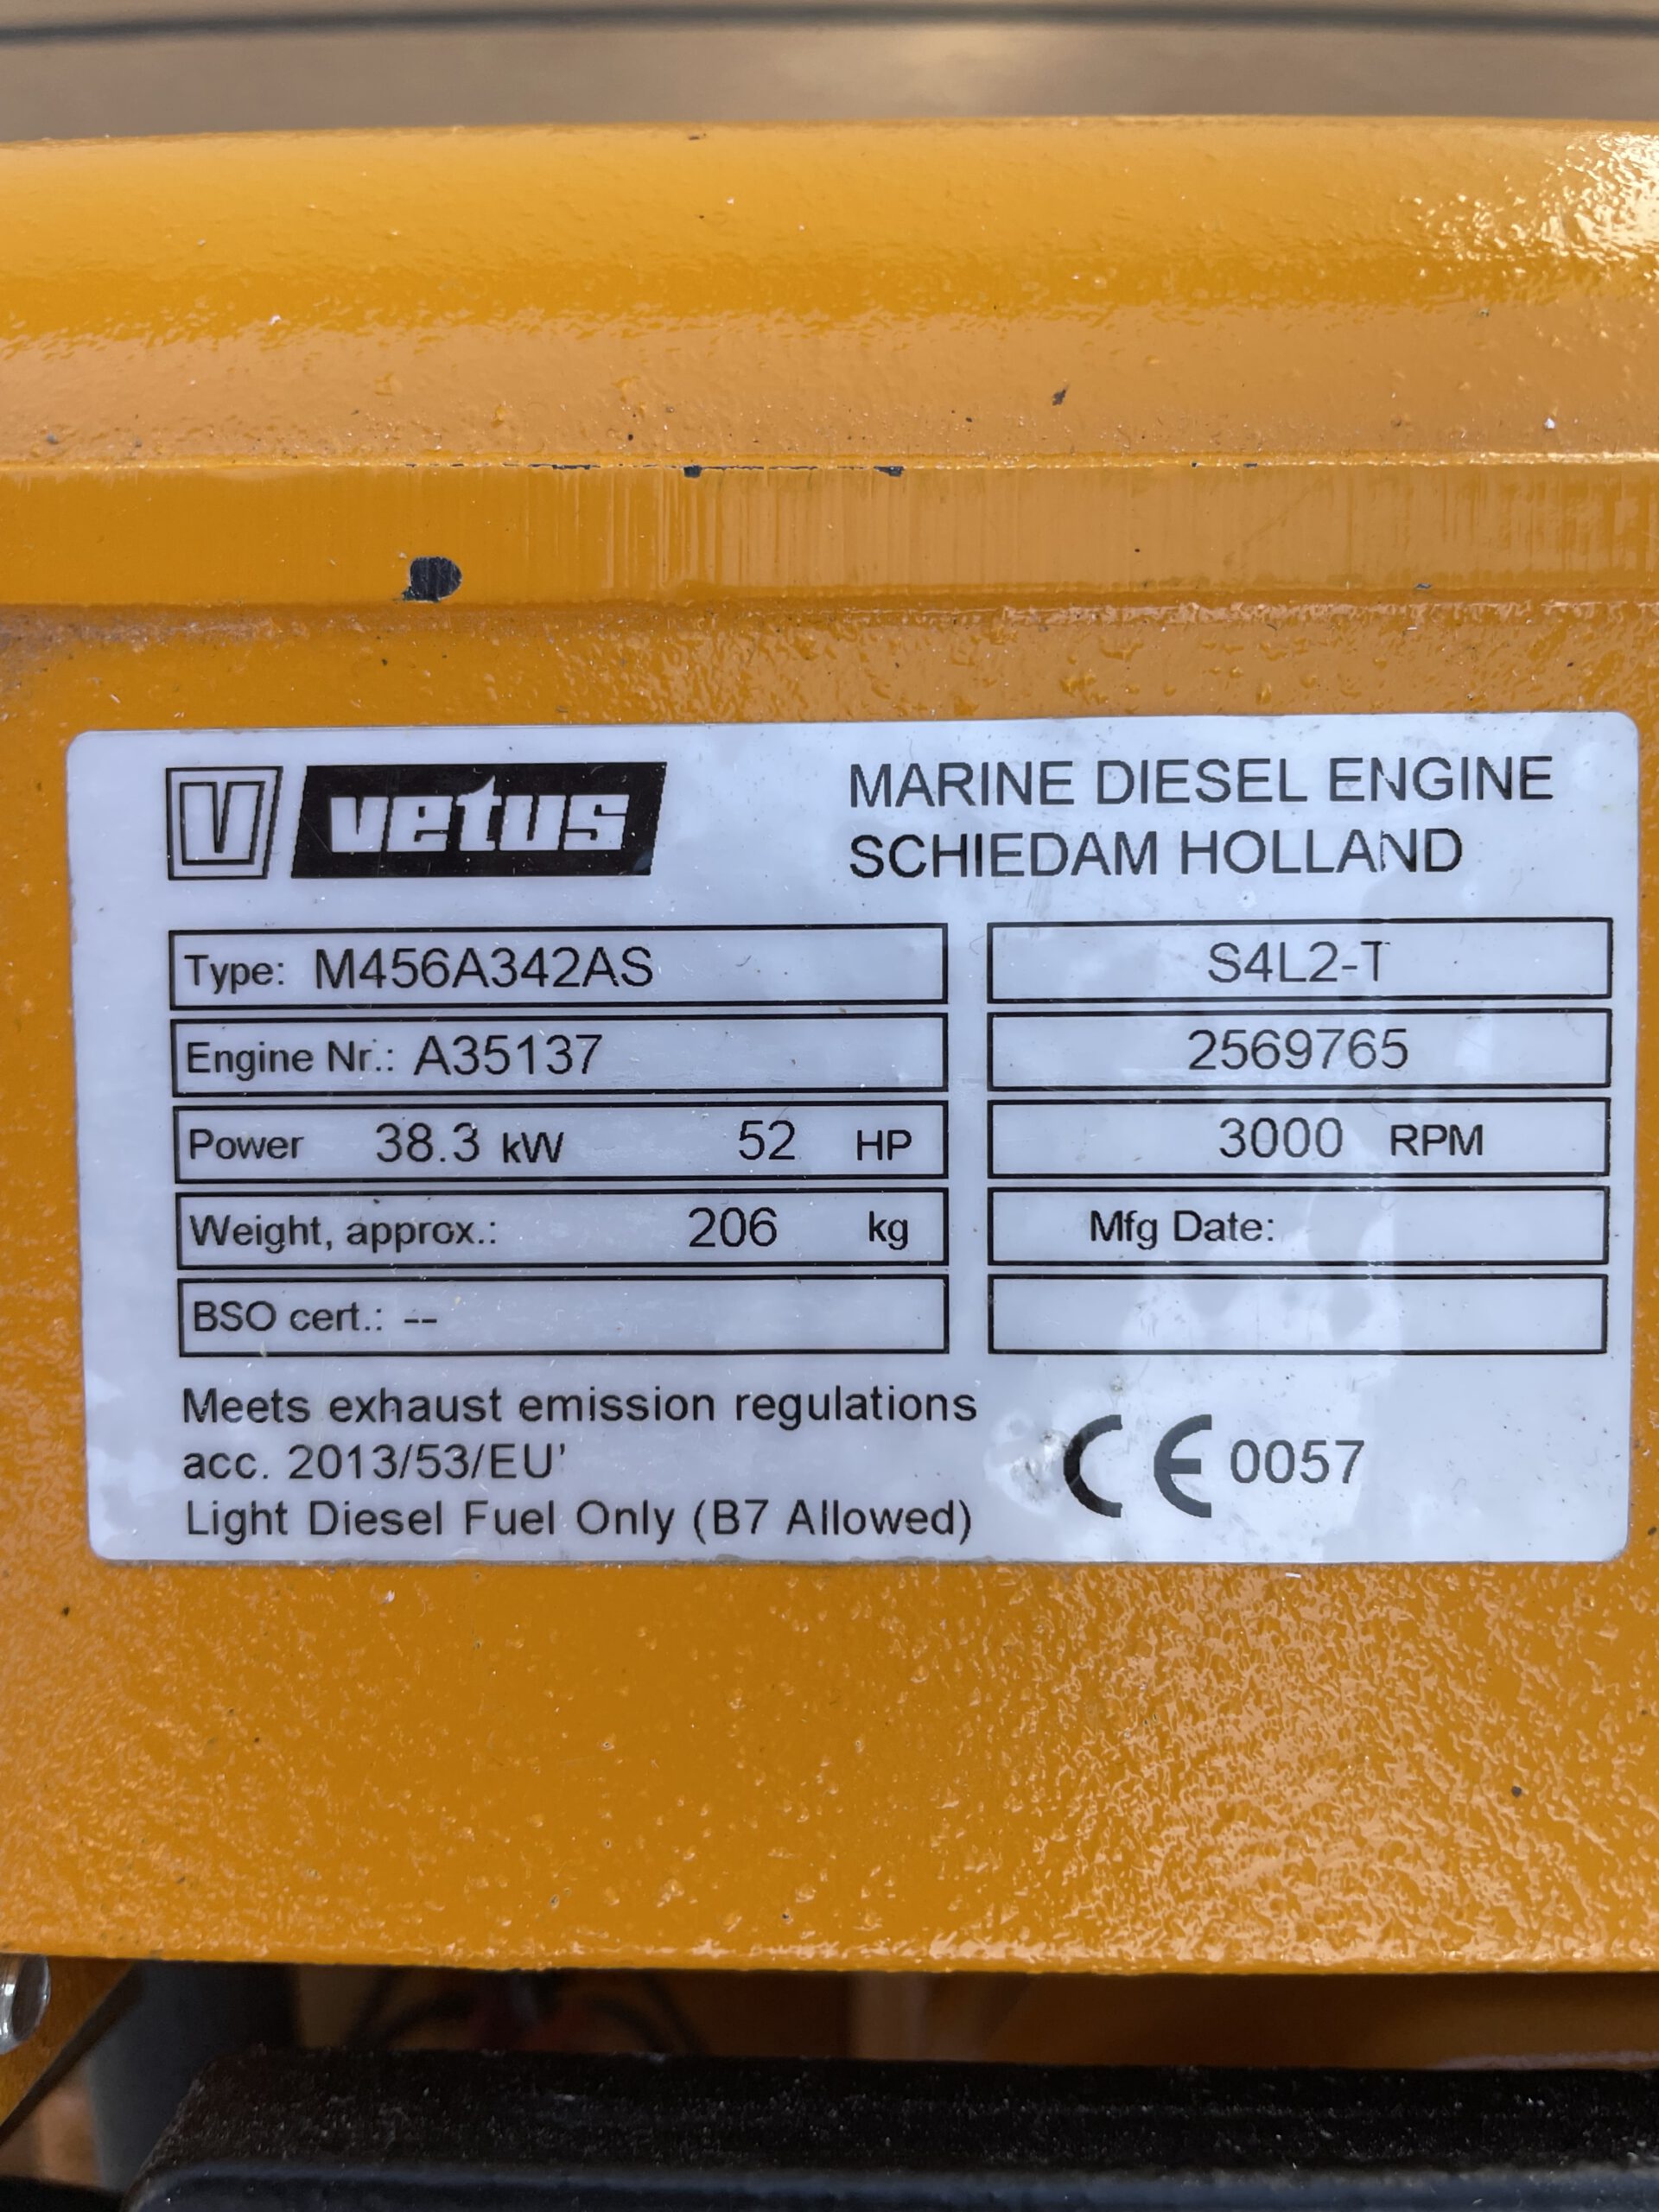 V vetus MARINE DIESEL ENGINE
SCHIEDAM HOLLAND
Type: M456A342AS S4L2-T
Engine Nr.: A35137 2569765
Power 38.3 kW 52 HP 3000 RPM
Weight, approx.: 206 kg Mfg Date:
BSO cert.: --
Meets exhaust emission regulations
acc. 2013/53/EU'
CE 0057
Light Diesel Fuel Only (B7 Allowed)